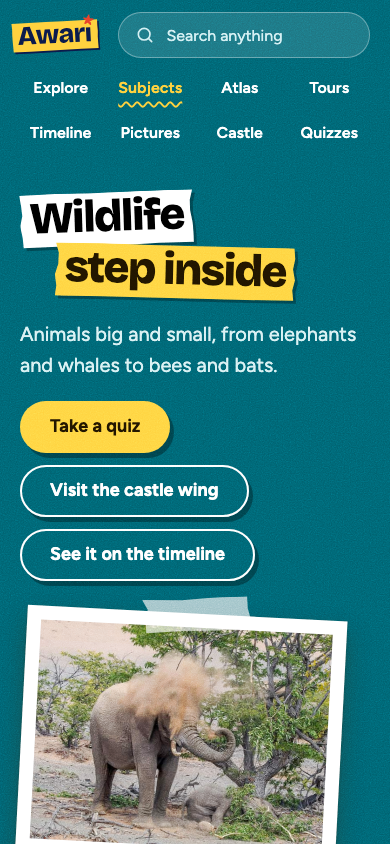 Awari
Search anything
Explore Subjects Atlas Tours
Timeline Pictures Castle Quizzes
Wildlife
step inside
Animals big and small, from elephants
and whales to bees and bats.
Take a quiz
Visit the castle wing
See it on the timeline